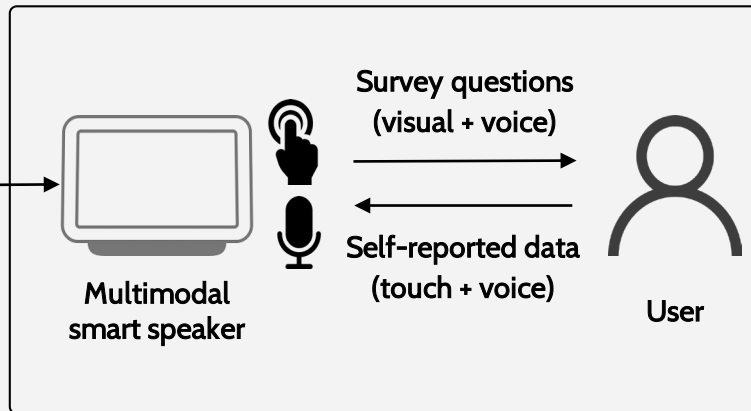 Survey questions
(visual + voice)
Self-reported data
(touch + voice)
Multimodal
smart speaker
User